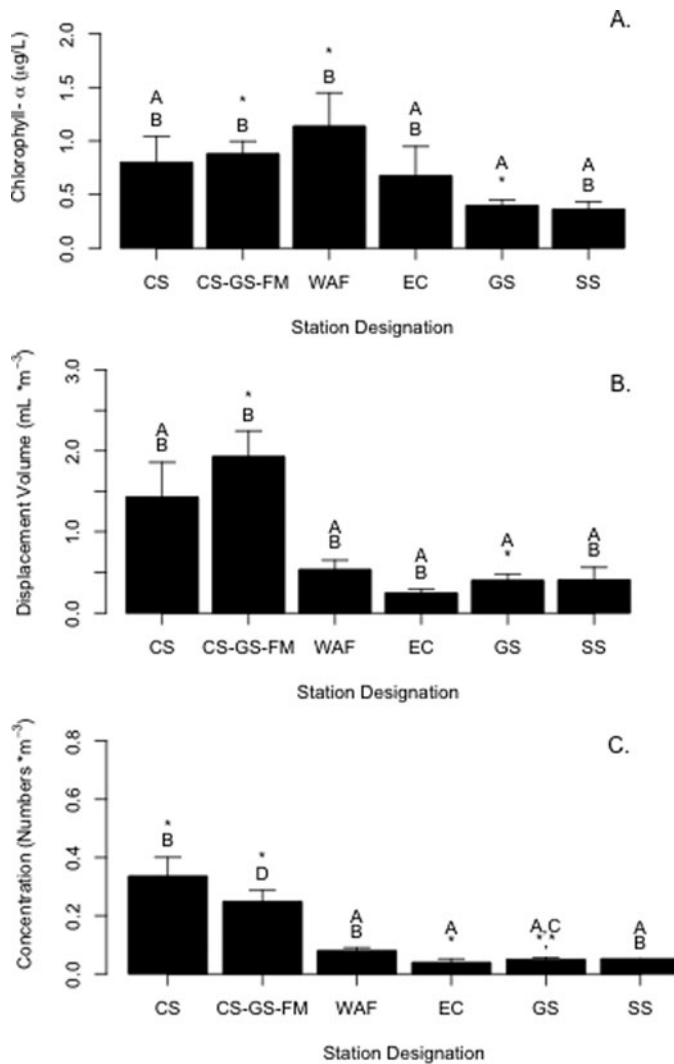 A.
Chlorophyll- α (µg/L)
2.0
1.5
1.0
0.5
0.0
A
B
*
B
*
B
A
B
A
*
A
B
CS CS-GS-FM WAF EC GS SS
Station Designation
B.
Displacement Volume (mL *m⁻³)
3.0
2.0
1.0
0.0
A
B
*
B
A
B
A
B
A
*
A
B
CS CS-GS-FM WAF EC GS SS
Station Designation
C.
Concentration (Numbers *m⁻³)
0.8
0.6
0.4
0.2
0.0
*
B
*
D
A
B
A
*
A,C
*,*
A
B
CS CS-GS-FM WAF EC GS SS
Station Designation